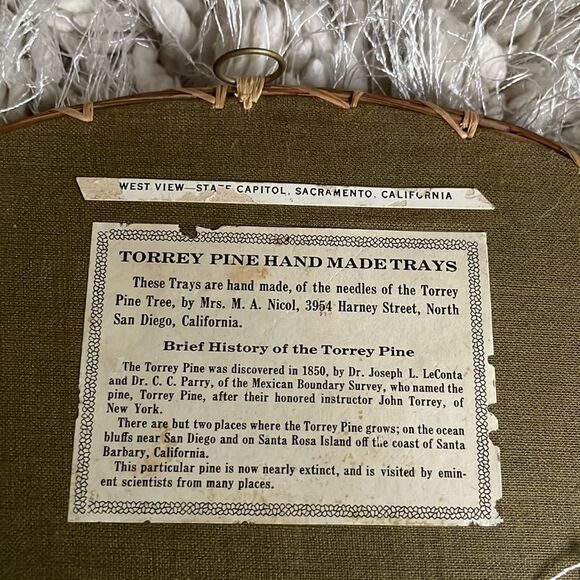 WEST VIEW—STATE CAPITOL, SACRAMENTO, CALIFORNIA
TORREY PINE HAND MADE TRAYS
These Trays are hand made, of the needles of the Torrey
Pine Tree, by Mrs. M. A. Nicol, 3954 Harney Street, North
San Diego, California.
Brief History of the Torrey Pine
The Torrey Pine was discovered in 1850, by Dr. Joseph L. LeConta
and Dr. C. C. Parry, of the Mexican Boundary Survey, who named the
pine, Torrey Pine, after their honored instructor John Torrey, of
New York.
There are but two places where the Torrey Pine grows; on the ocean
bluffs near San Diego and on Santa Rosa Island off the coast of Santa
Barbary, California.
This particular pine is now nearly extinct, and is visited by emin-
ent scientists from many places.